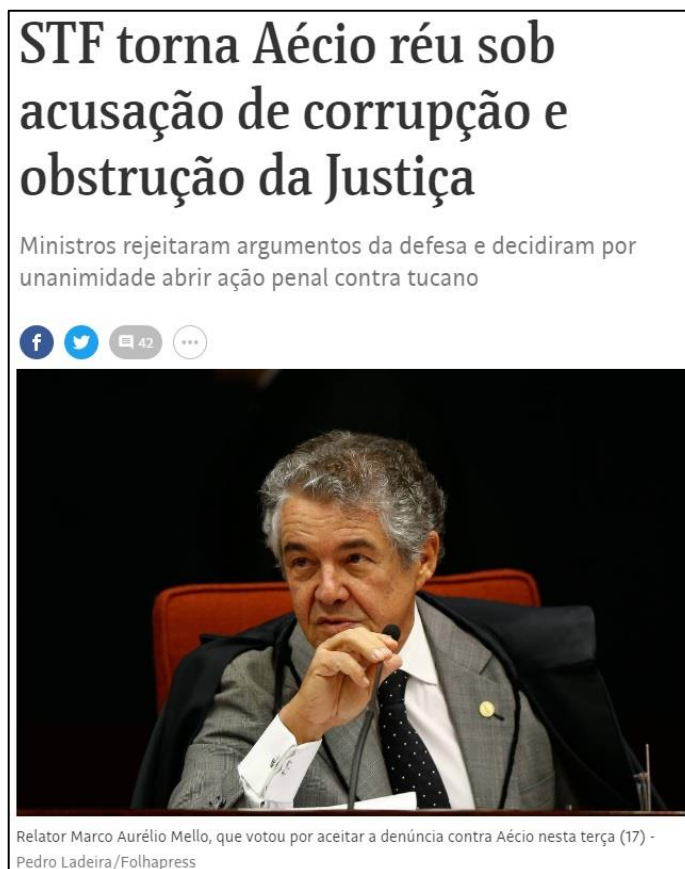 STF torna Aécio réu sob
acusação de corrupção e
obstrução da Justiça
Ministros rejeitaram argumentos da defesa e decidiram por
unanimidade abrir ação penal contra tucano
f
42
Relator Marco Aurélio Mello, que votou por aceitar a denúncia contra Aécio nesta terça (17) -
Pedro Ladeira/Folhapress